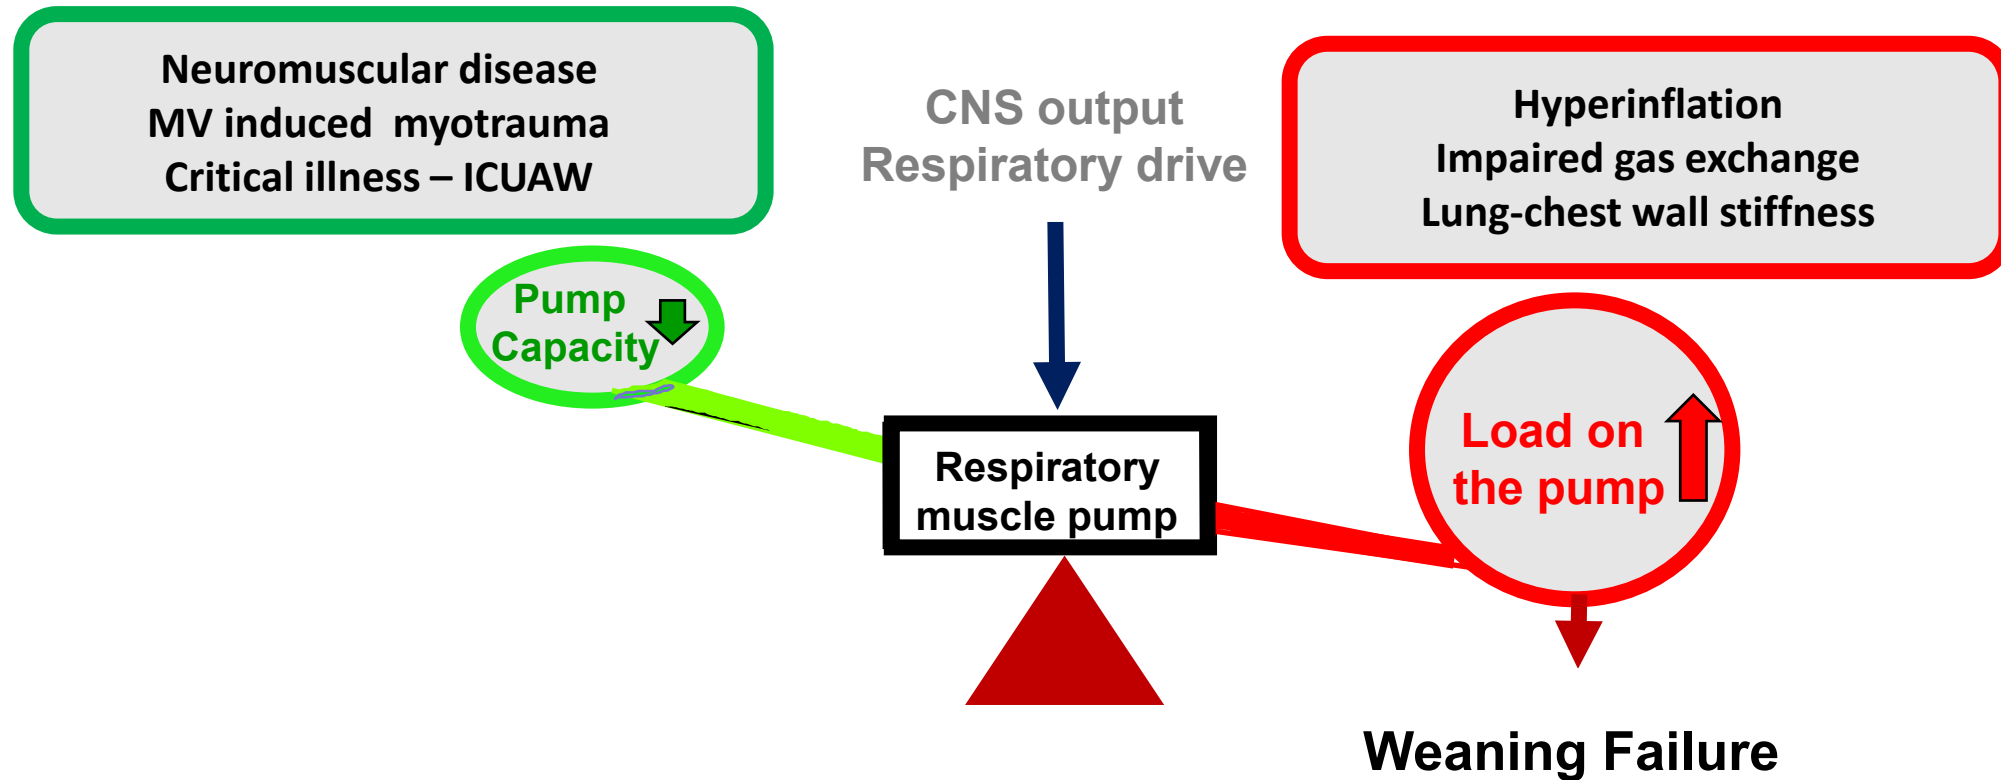 Neuromuscular disease
MV induced  myotrauma
Critical illness – ICUAW
CNS output
Respiratory drive
Hyperinflation
Impaired gas exchange
Lung-chest wall stiffness
Pump
Capacity
Respiratory
muscle pump
Load on
the pump
Weaning Failure